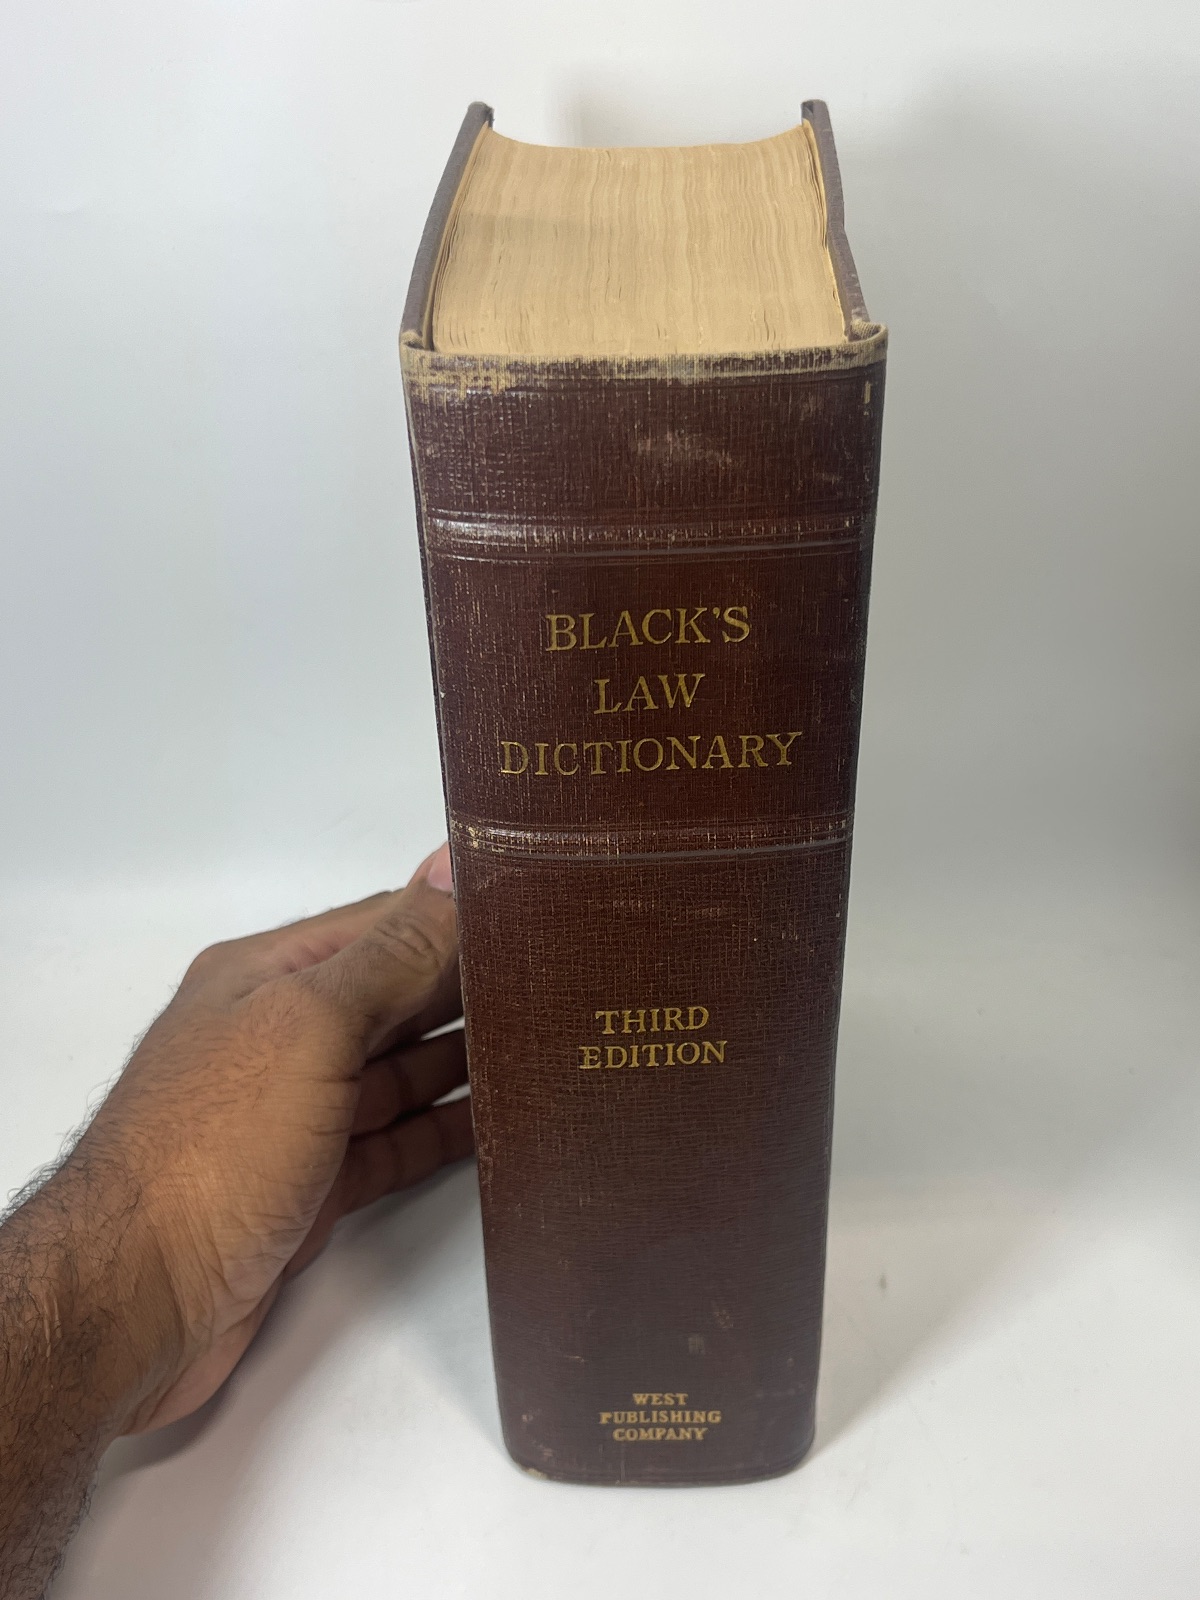 BLACK'S
LAW
DICTIONARY
THIRD
EDITION
WEST
PUBLISHING
COMPANY